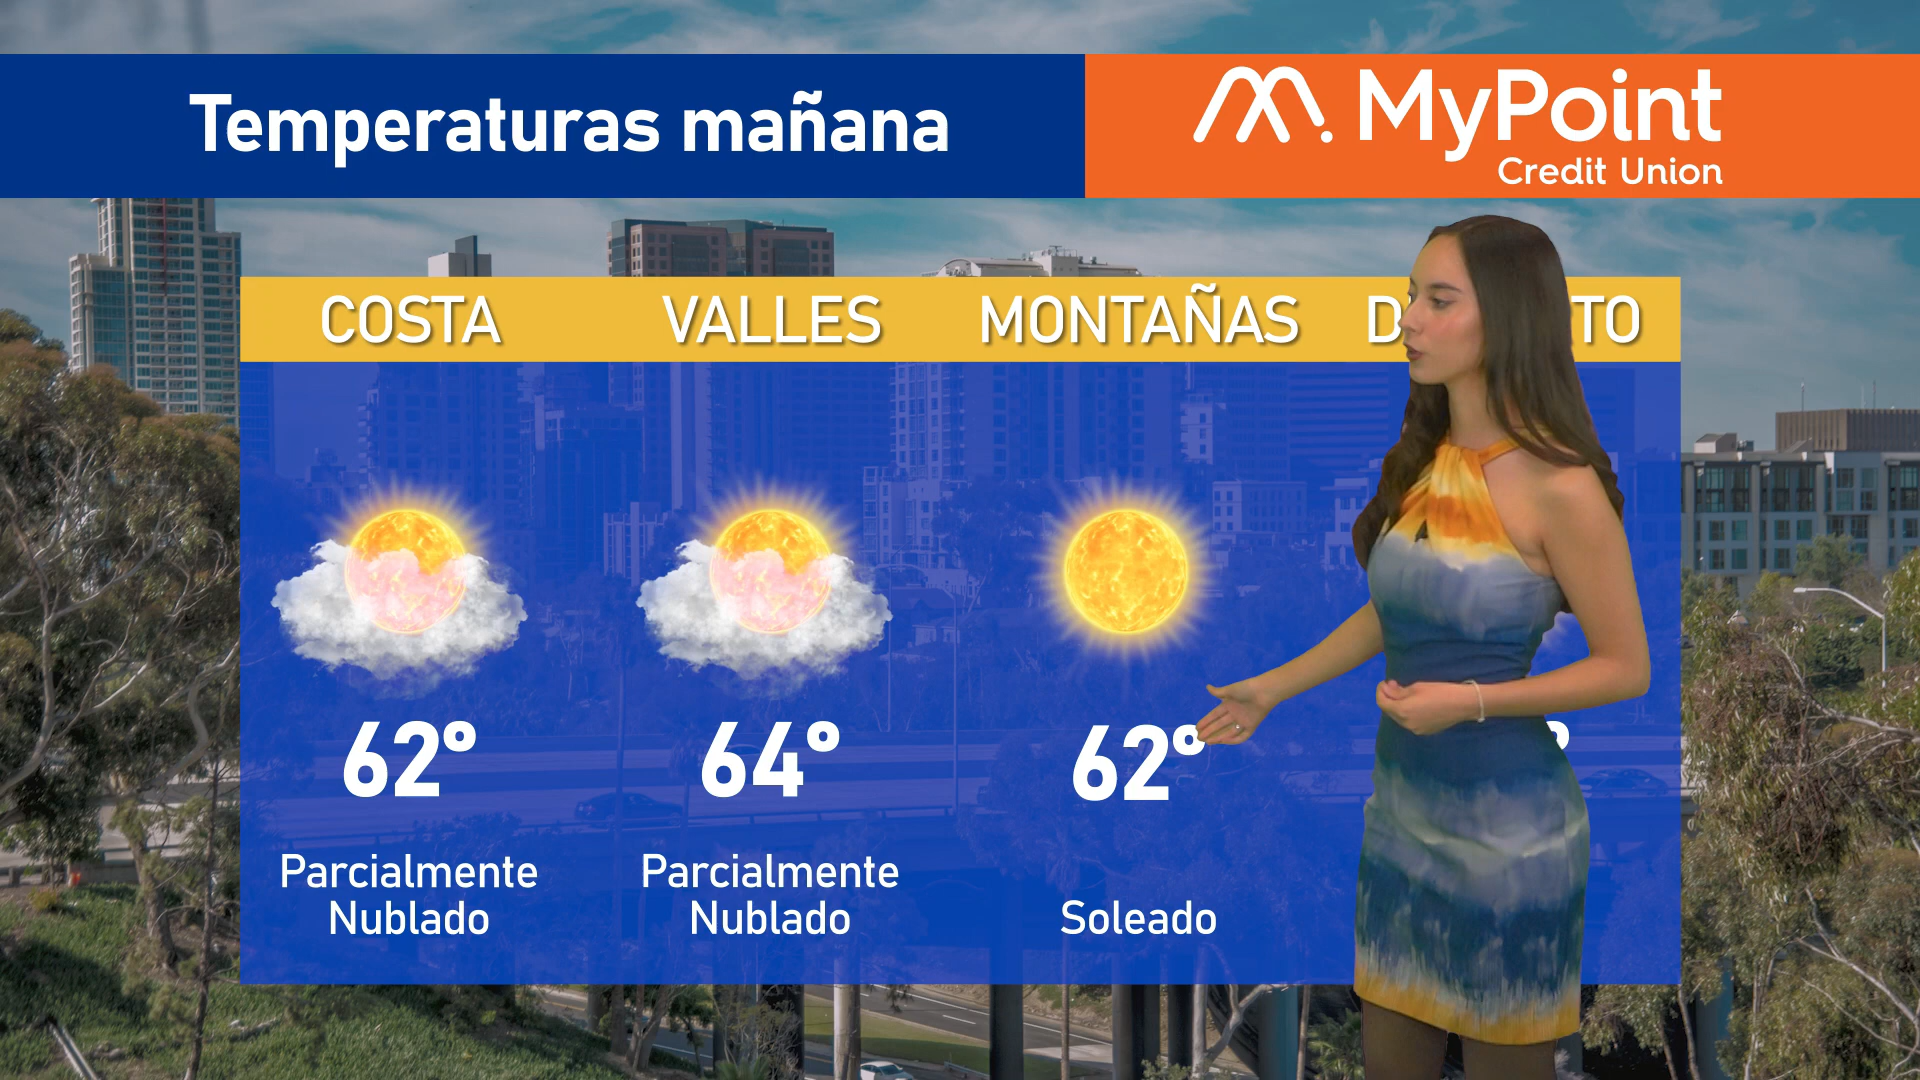 Temperaturas mañana
MyPoint
Credit Union
COSTA VALLES MONTAÑAS
62° 64° 62°
Parcialmente Parcialmente
Nublado Nublado Soleado